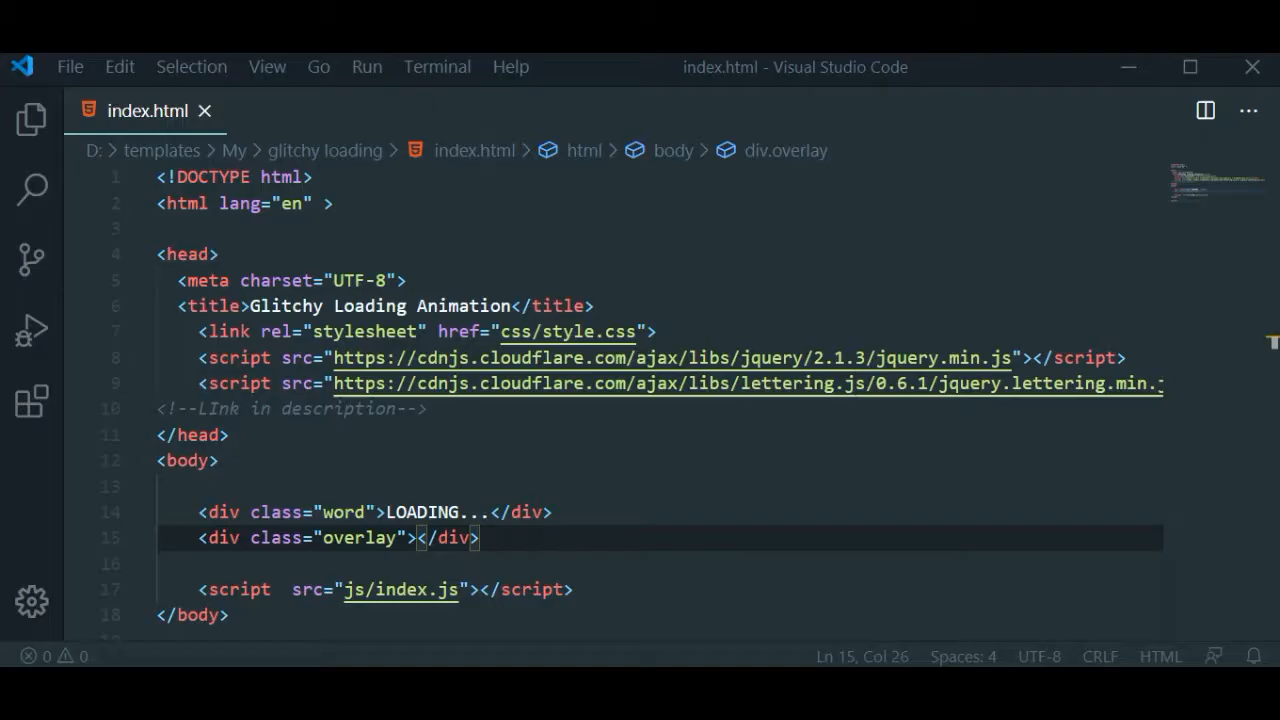 File Edit Selection View Go Run Terminal Help index.html - Visual Studio Code
index.html
D: > templates > My > glitchy loading > index.html > html > body > div.overlay
1 <!DOCTYPE html>
2 <html lang="en" >
3
4 <head>
5 <meta charset="UTF-8">
6 <title>Glitchy Loading Animation</title>
7 <link rel="stylesheet" href="css/style.css">
8 <script src="https://cdnjs.cloudflare.com/ajax/libs/jquery/2.1.3/jquery.min.js"></script>
9 <script src="https://cdnjs.cloudflare.com/ajax/libs/lettering.js/0.6.1/jquery.lettering.min.j
10 <!--LInk in description-->
11 </head>
12 <body>
13
14 <div class="word">LOADING...</div>
15 <div class="overlay"></div>
16
17 <script src="js/index.js"></script>
18 </body>
0 0 Ln 15, Col 26 Spaces: 4 UTF-8 CRLF HTML